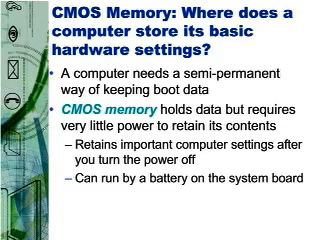 CMOS Memory: Where does a
computer store its basic
hardware settings?
• A computer needs a semi-permanent
way of keeping boot data
• CMOS memory holds data but requires
very little power to retain its contents
– Retains important computer settings after
you turn the power off
– Can run by a battery on the system board